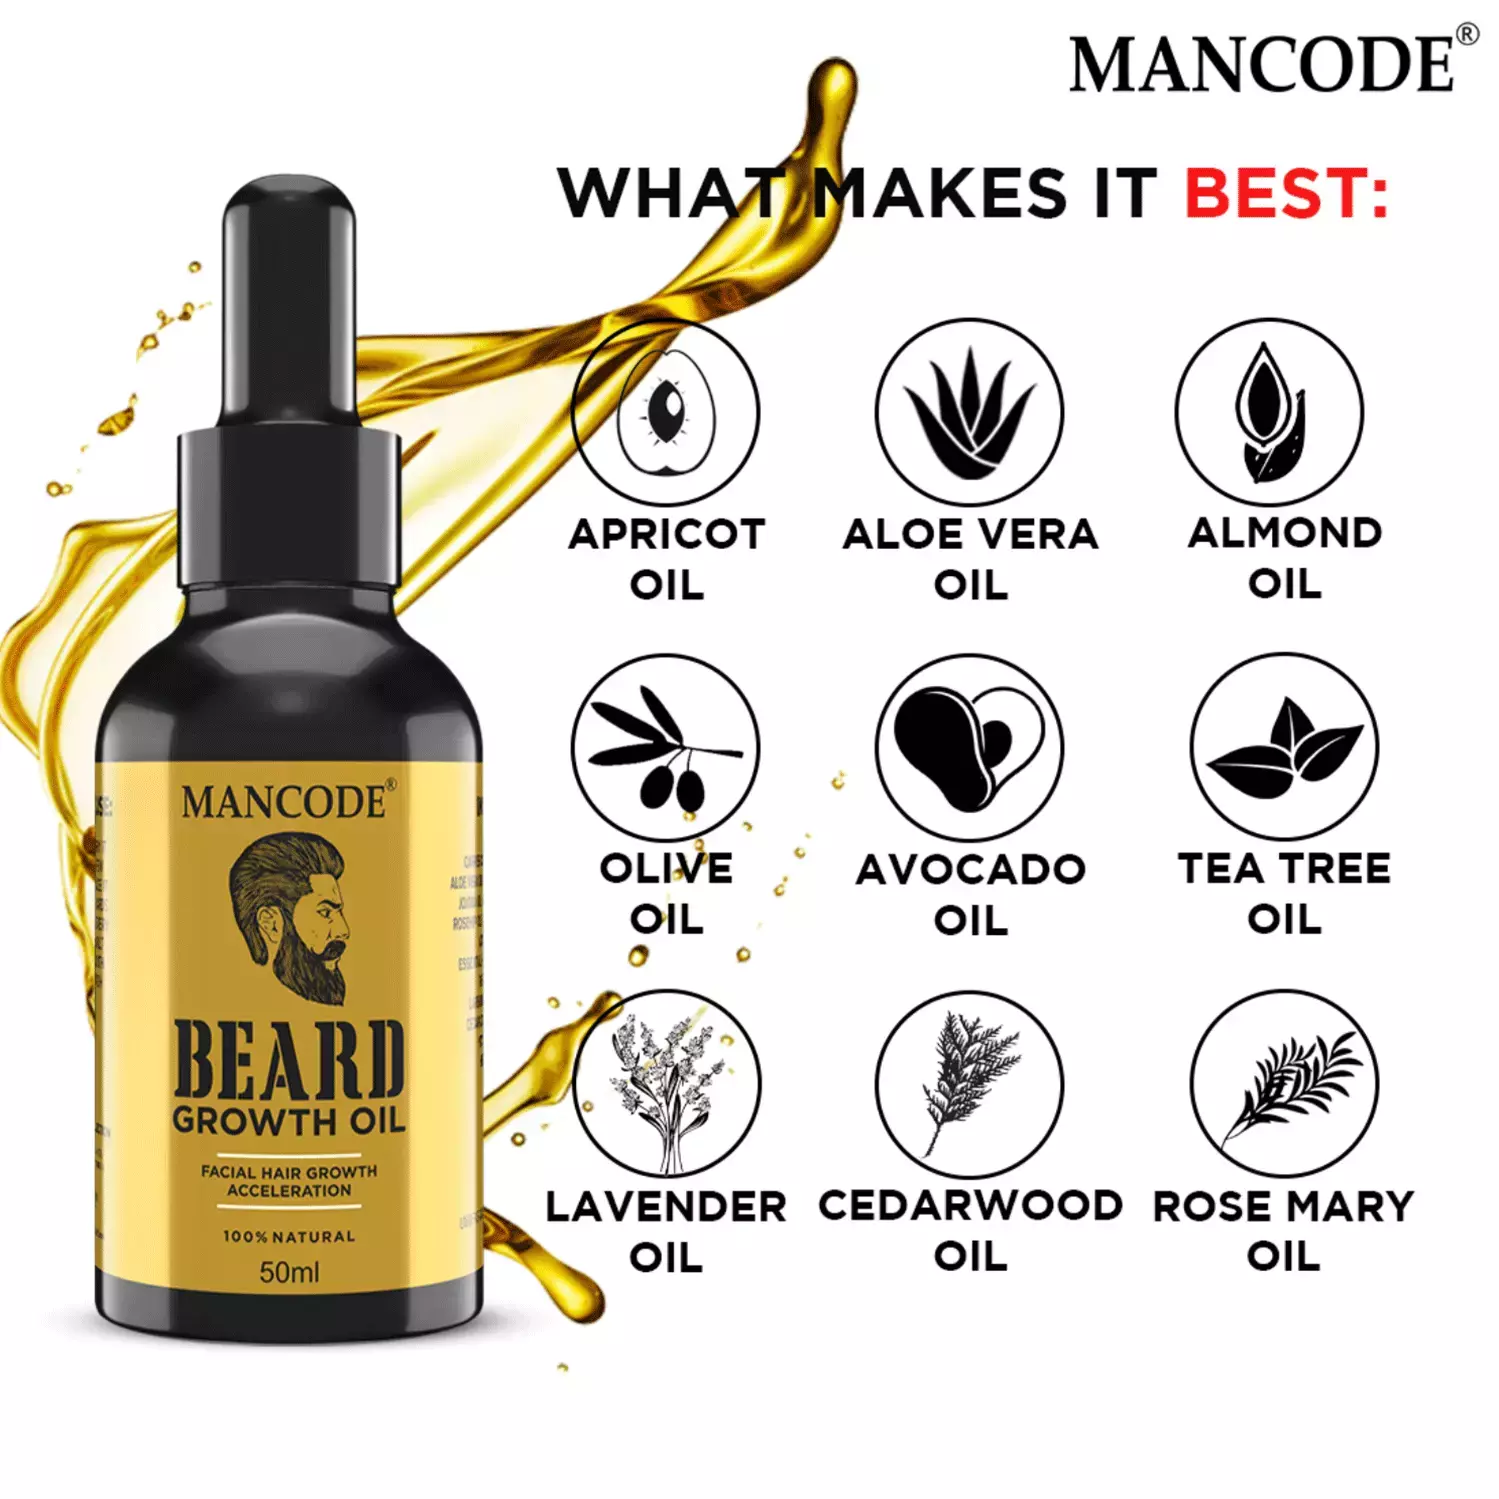 MANCODE®
WHAT MAKES IT BEST:
APRICOT
OIL
ALOE VERA
OIL
ALMOND
OIL
OLIVE
OIL
AVOCADO
OIL
TEA TREE
OIL
LAVENDER
OIL
CEDARWOOD
OIL
ROSE MARY
OIL
MANCODE®
BEARD
GROWTH OIL
FACIAL HAIR GROWTH
ACCELERATION
100% NATURAL
50ml